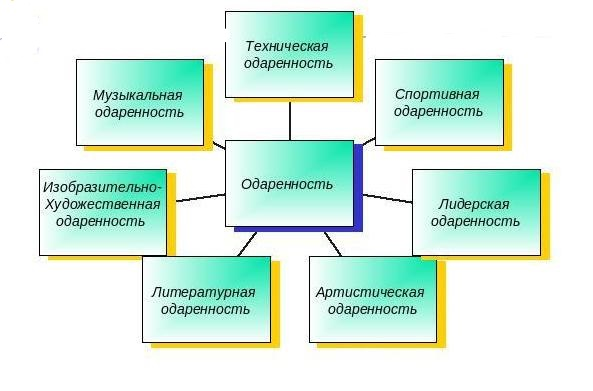 Техническая
одаренность
Музыкальная
одаренность
Спортивная
одаренность
Одаренность
Изобразительно-
Художественная
одаренность
Лидерская
одаренность
Литературная
одаренность
Артистическая
одаренность